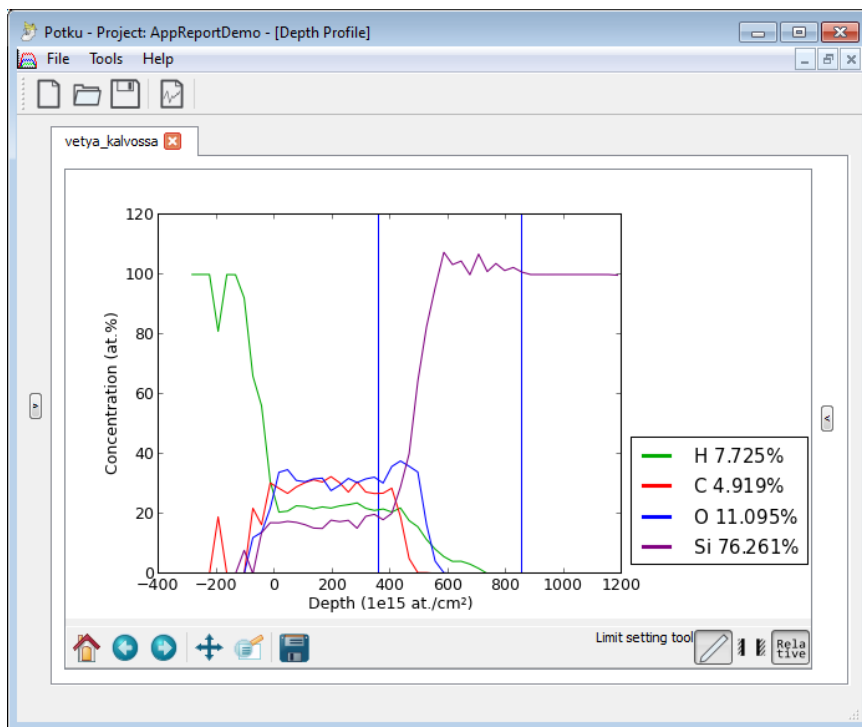 Potku - Project: AppReportDemo - [Depth Profile]
File Tools Help
vetya_kalvossa
120
100
80
60
40
20
0
Concentration (at.%)
−400 −200 0 200 400 600 800 1000 1200
Depth (1e15 at./cm²)
H 7.725%
C 4.919%
O 11.095%
Si 76.261%
Limit setting tool
Rela
tive